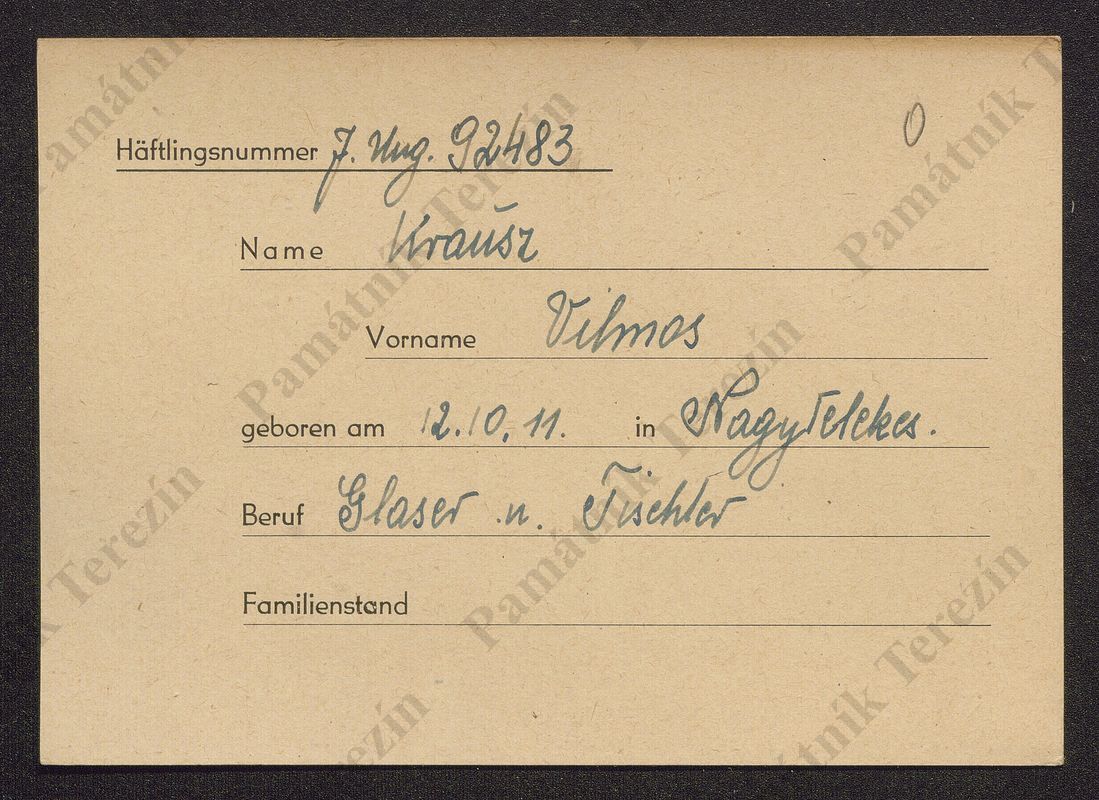 0
Häftlingsnummer J. Ung. 92483
Name Krausz
Vorname Vilmos
geboren am 12.10.11. in Nagytelekes.
Beruf Glaser u. Tischler
Familienstand
Památník Terezín